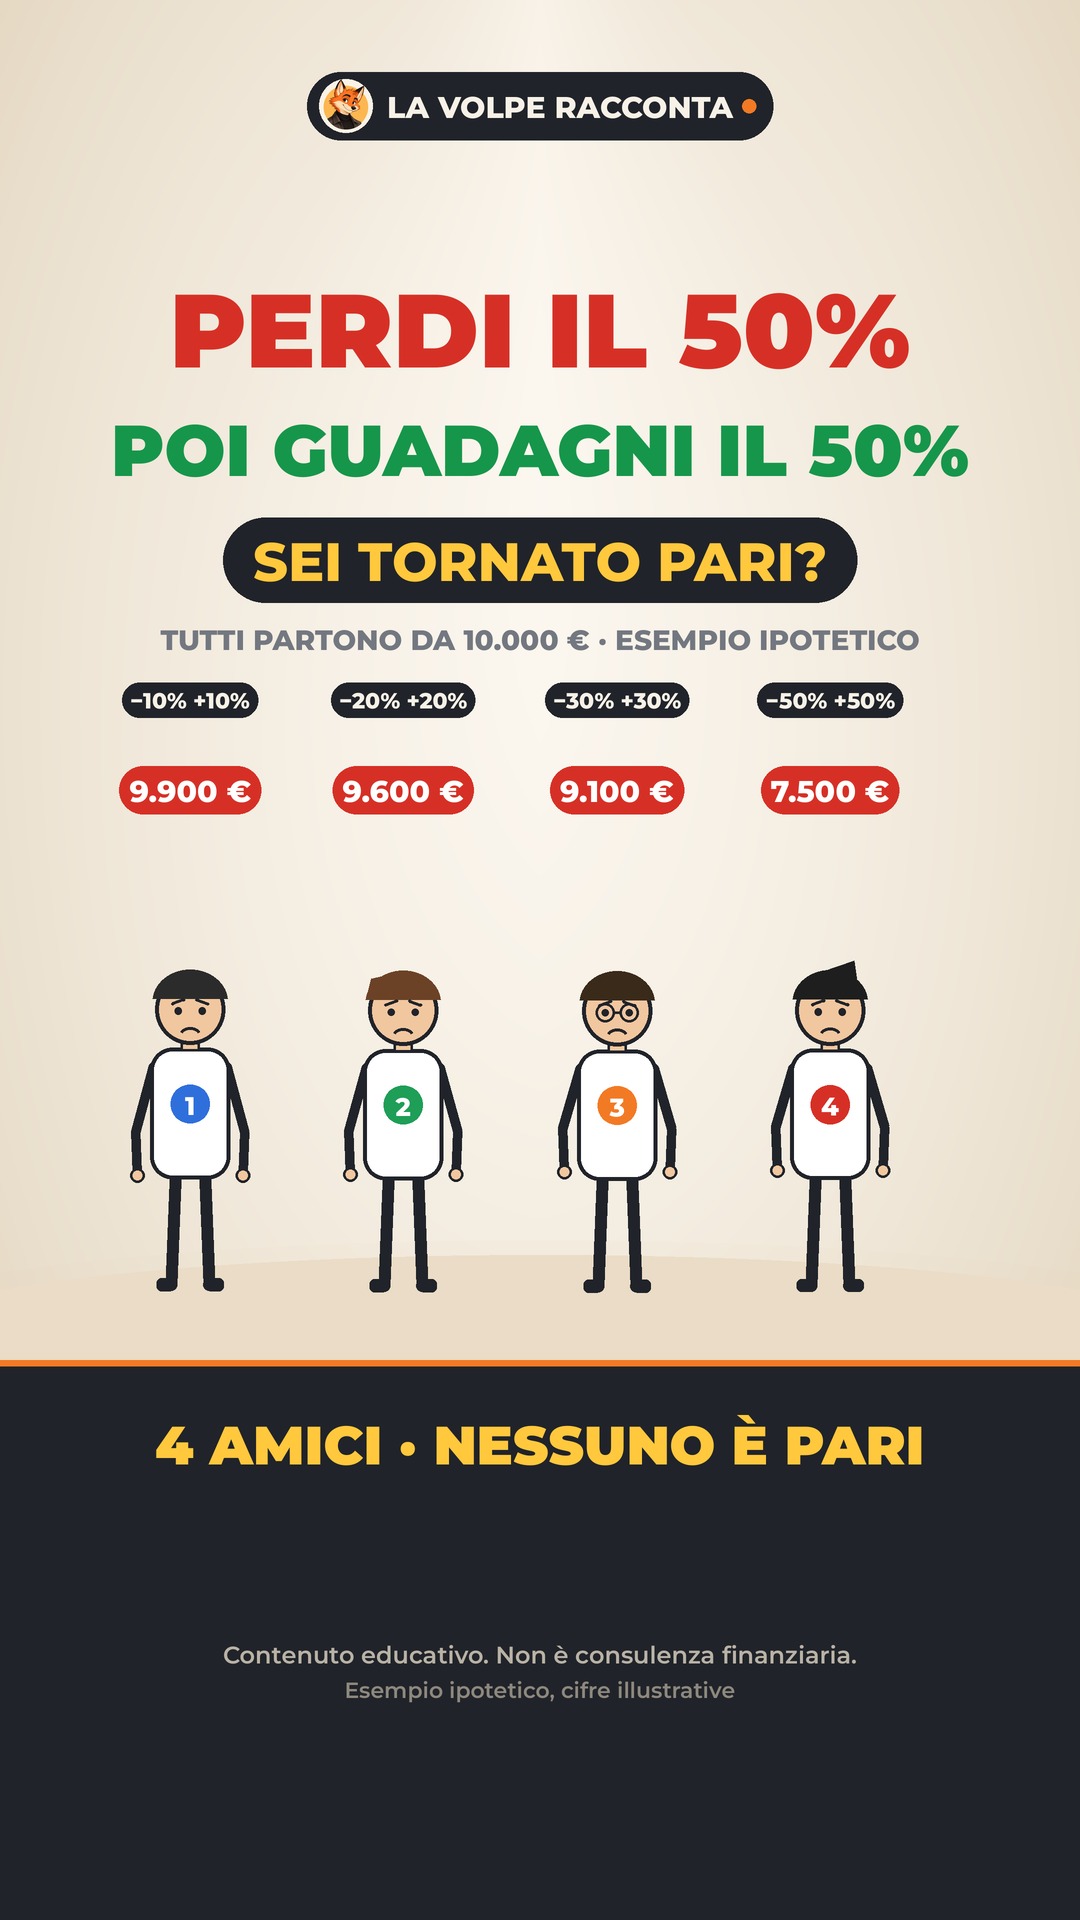 LA VOLPE RACCONTA
PERDI IL 50%
POI GUADAGNI IL 50%
SEI TORNATO PARI?
TUTTI PARTONO DA 10.000 € • ESEMPIO IPOTETICO
−10% +10% −20% +20% −30% +30% −50% +50%
9.900 € 9.600 € 9.100 € 7.500 €
1 2 3 4
4 AMICI • NESSUNO È PARI
Contenuto educativo. Non è consulenza finanziaria.
Esempio ipotetico, cifre illustrative